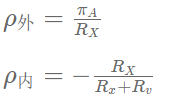 ρ外 = π_A / R_X
ρ内 = − R_X / (R_x + R_v)